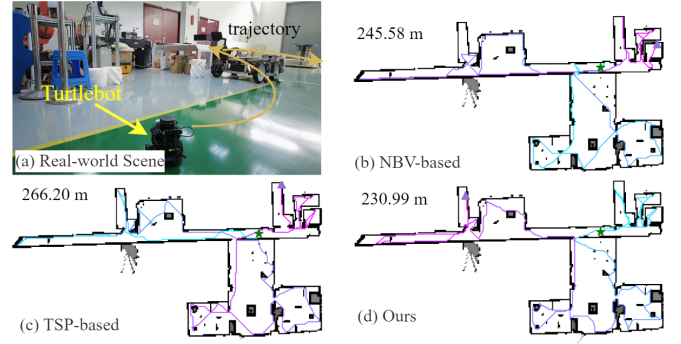 trajectory
Turtlebot
(a) Real-world Scene
245.58 m
(b) NBV-based
266.20 m
(c) TSP-based
230.99 m
(d) Ours